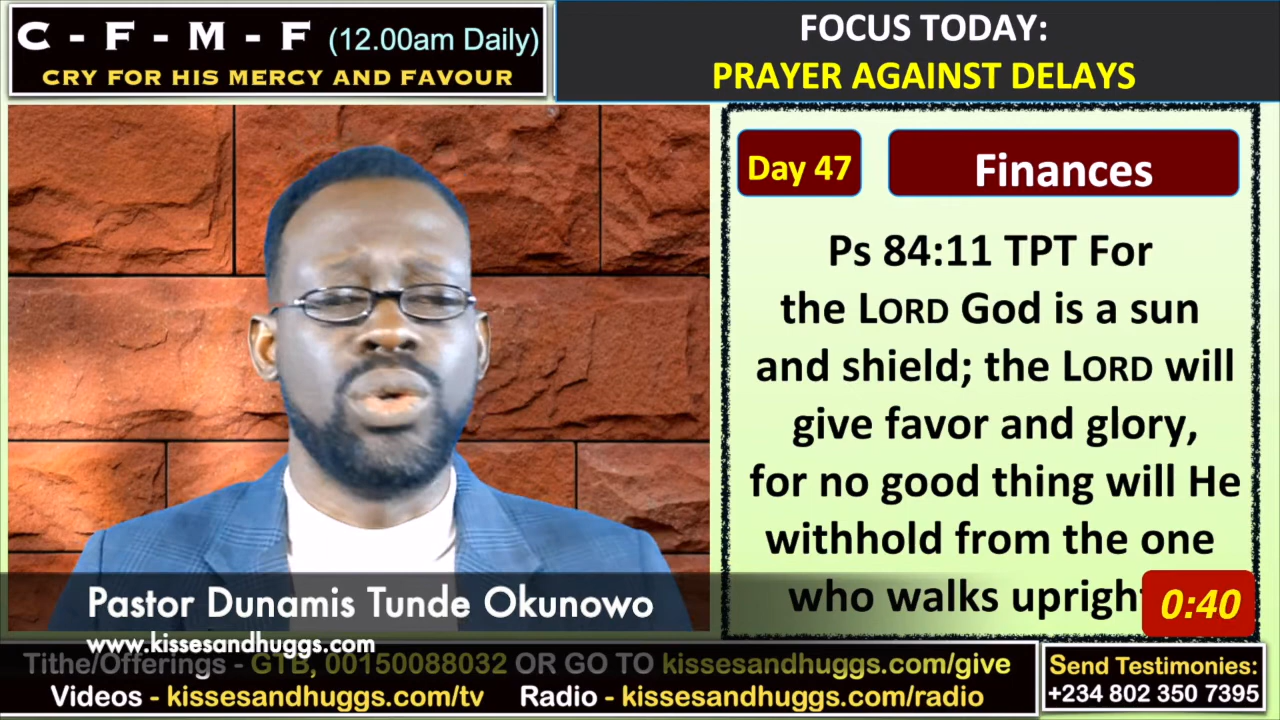 C - F - M - F (12.00am Daily)
CRY FOR HIS MERCY AND FAVOUR
FOCUS TODAY:
PRAYER AGAINST DELAYS
Day 47
Finances
Ps 84:11 TPT For
the LORD God is a sun
and shield; the LORD will
give favor and glory,
for no good thing will He
withhold from the one
who walks upright
0:40
Pastor Dunamis Tunde Okunowo
www.kissesandhuggs.com
Tithe/Offerings - GTB, 00150088032 OR GO TO kissesandhuggs.com/give
Videos - kissesandhuggs.com/tv Radio - kissesandhuggs.com/radio
Send Testimonies:
+234 802 350 7395